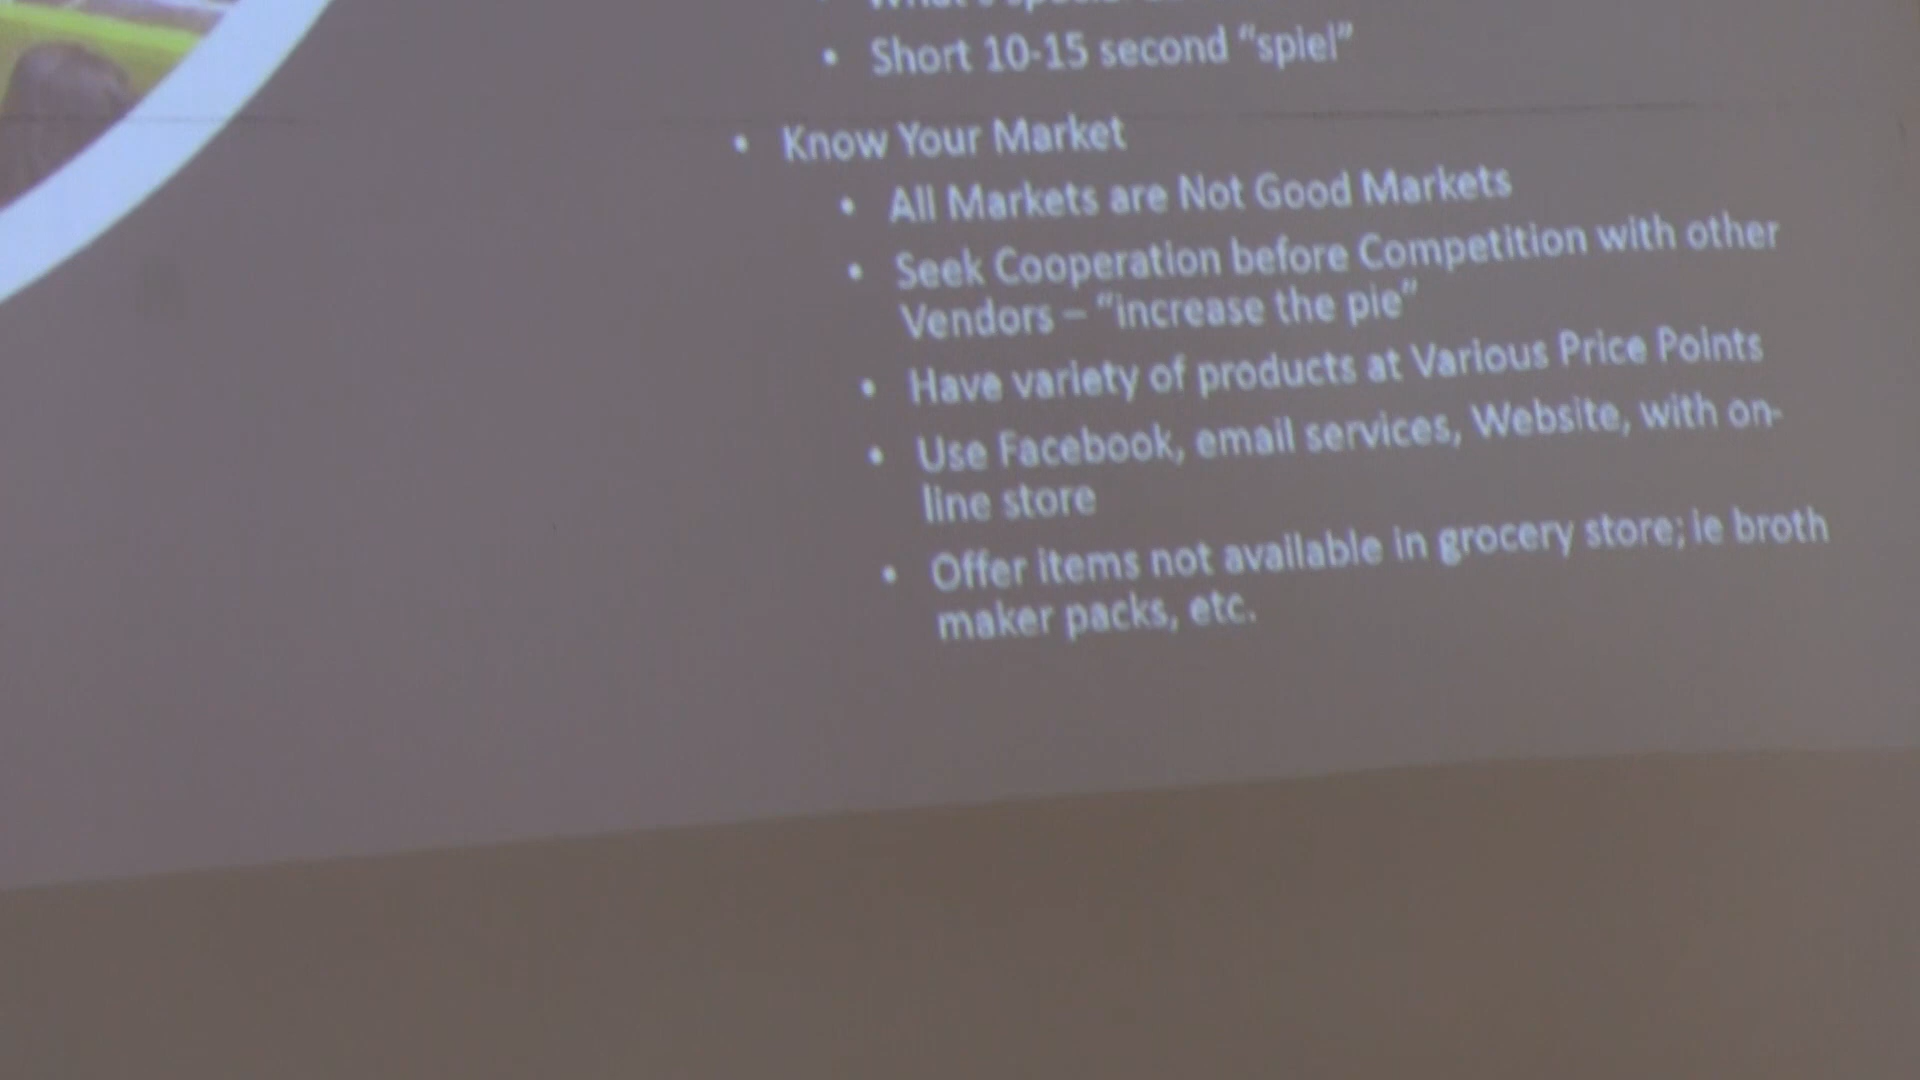 What's special
• Short 10-15 second “spiel”
• Know Your Market
• All Markets are Not Good Markets
• Seek Cooperation before Competition with other
Vendors – “increase the pie”
• Have variety of products at Various Price Points
• Use Facebook, email services, Website, with on-
line store
• Offer items not available in grocery store; ie broth
maker packs, etc.